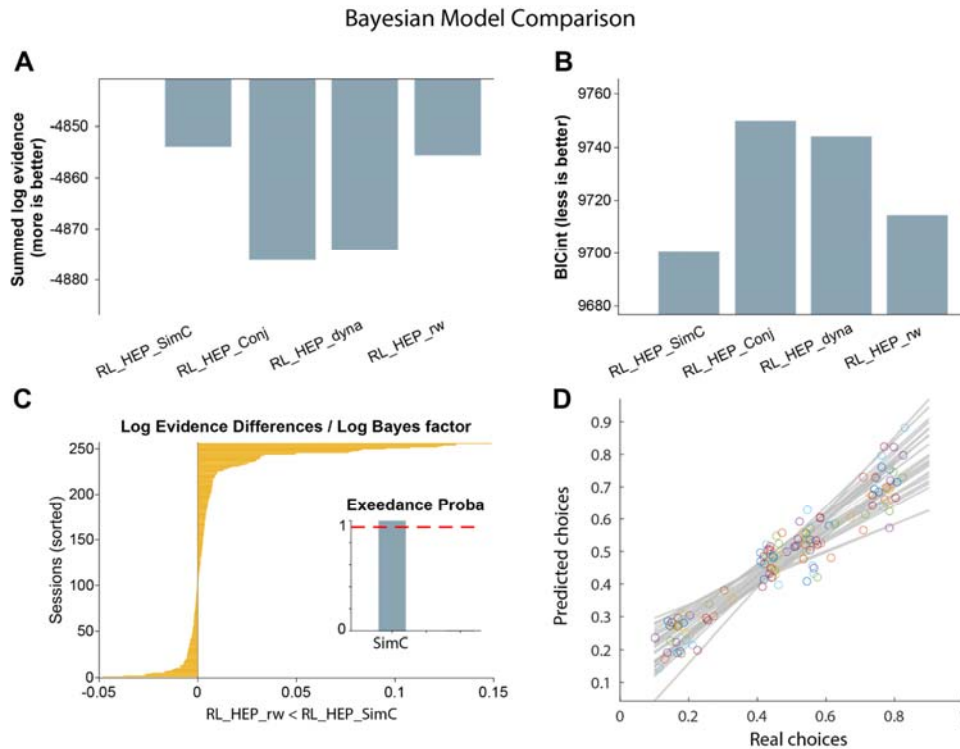 Bayesian Model Comparison
A
Summed log evidence
(more is better)
-4850
-4860
-4870
-4880
RL_HEP_SimC
RL_HEP_Conj
RL_HEP_dyna
RL_HEP_rw
B
BICint (less is better)
9760
9740
9720
9700
9680
RL_HEP_SimC
RL_HEP_Conj
RL_HEP_dyna
RL_HEP_rw
C
Log Evidence Differences / Log Bayes factor
Sessions (sorted)
250
200
150
100
50
0
-0.05
0
0.05
0.1
0.15
RL_HEP_rw < RL_HEP_SimC
Exeedance Proba
1
0
SimC
D
Predicted choices
0.9
0.8
0.7
0.6
0.5
0.4
0.3
0.2
0.1
0
0.2
0.4
0.6
0.8
Real choices